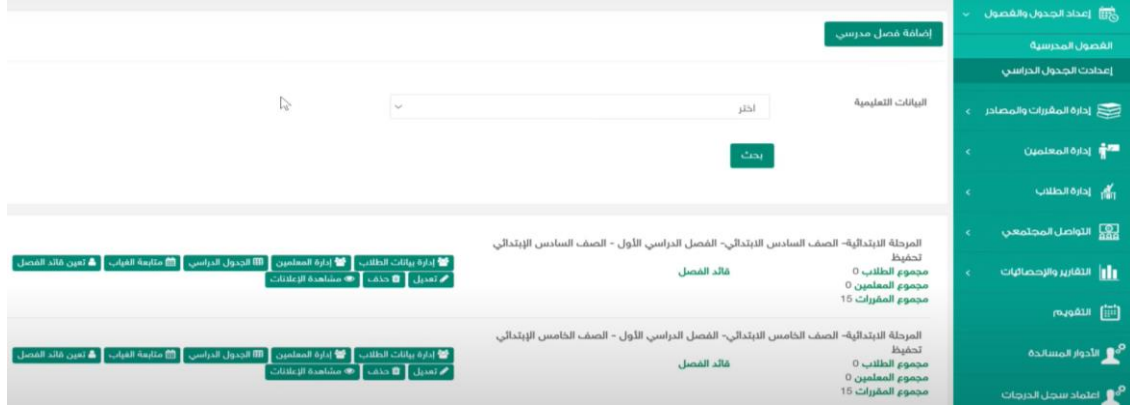 إعداد الجدول والفصول
الفصول المدرسية
إعدادت الجدول الدراسي
إدارة المقررات والمصادر
إدارة المعلمين
إدارة الطلاب
التواصل المجتمعي
التقارير والإحصائيات
التقويم
الأدوار المساندة
اعتماد سجل الدرجات
إضافة فصل مدرسي
البيانات التعليمية
اختر
بحث
المرحلة الابتدائية- الصف السادس الابتدائي- الفصل الدراسي الأول - الصف السادس الإبتدائي
تحفيظ
مجموع الطلاب 0
مجموع المعلمين 0
مجموع المقررات 15
قائد الفصل
إدارة بيانات الطلاب إدارة المعلمين الجدول الدراسي متابعة الغياب تعين قائد الفصل
تعديل حذف مشاهدة الإعلانات
المرحلة الابتدائية- الصف الخامس الابتدائي- الفصل الدراسي الأول - الصف الخامس الإبتدائي
تحفيظ
مجموع الطلاب 0
مجموع المعلمين 0
مجموع المقررات 15
قائد الفصل
إدارة بيانات الطلاب إدارة المعلمين الجدول الدراسي متابعة الغياب تعين قائد الفصل
تعديل حذف مشاهدة الإعلانات